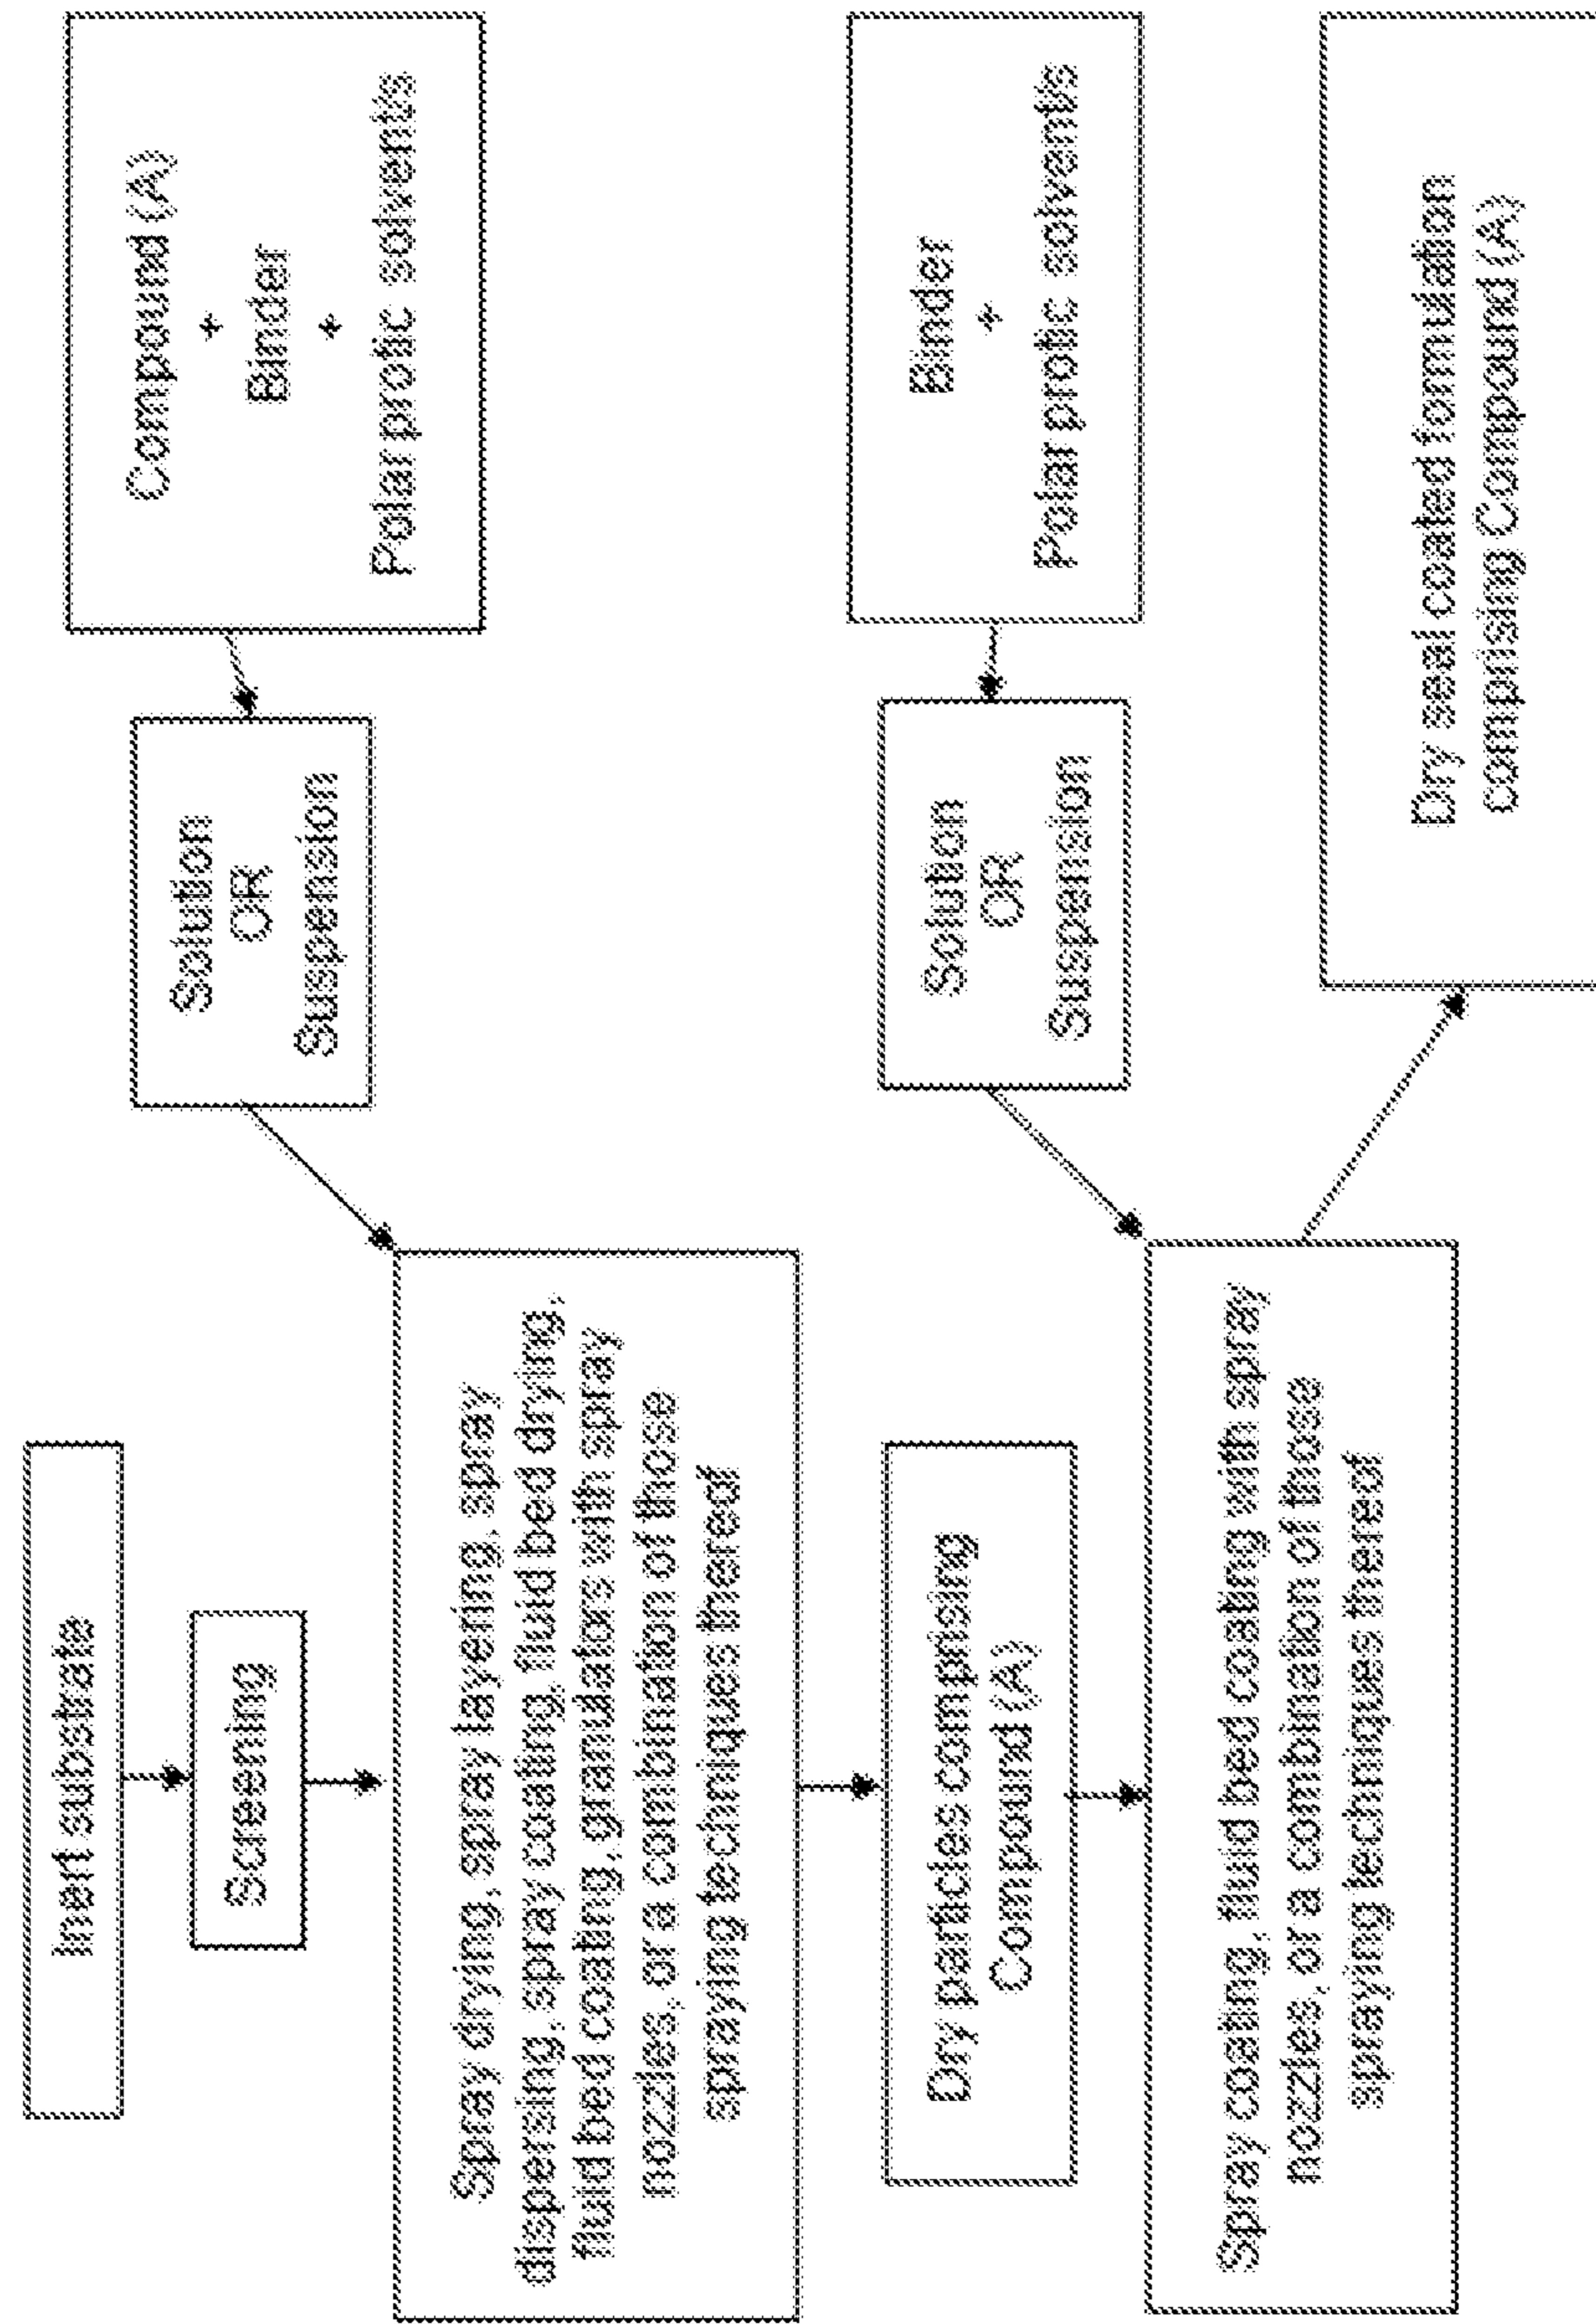 Inert substrate
Screening
Compound (A)
+
Binder
+
Polar protic solvents
Solution
OR
Suspension
Spray drying, spray layering, spray
dispersing, spray coating, fluid bed drying,
fluid bed coating, granulators with spray
nozzles, or a combination of those
spraying techniques thereof
Dry particles comprising
Compound (A)
Binder
+
Polar protic solvents
Solution
OR
Suspension
Spray coating, fluid bed coating with spray
nozzles, or a combination of those
spraying techniques thereof
Dry seal coated formulation
comprising Compound (A)